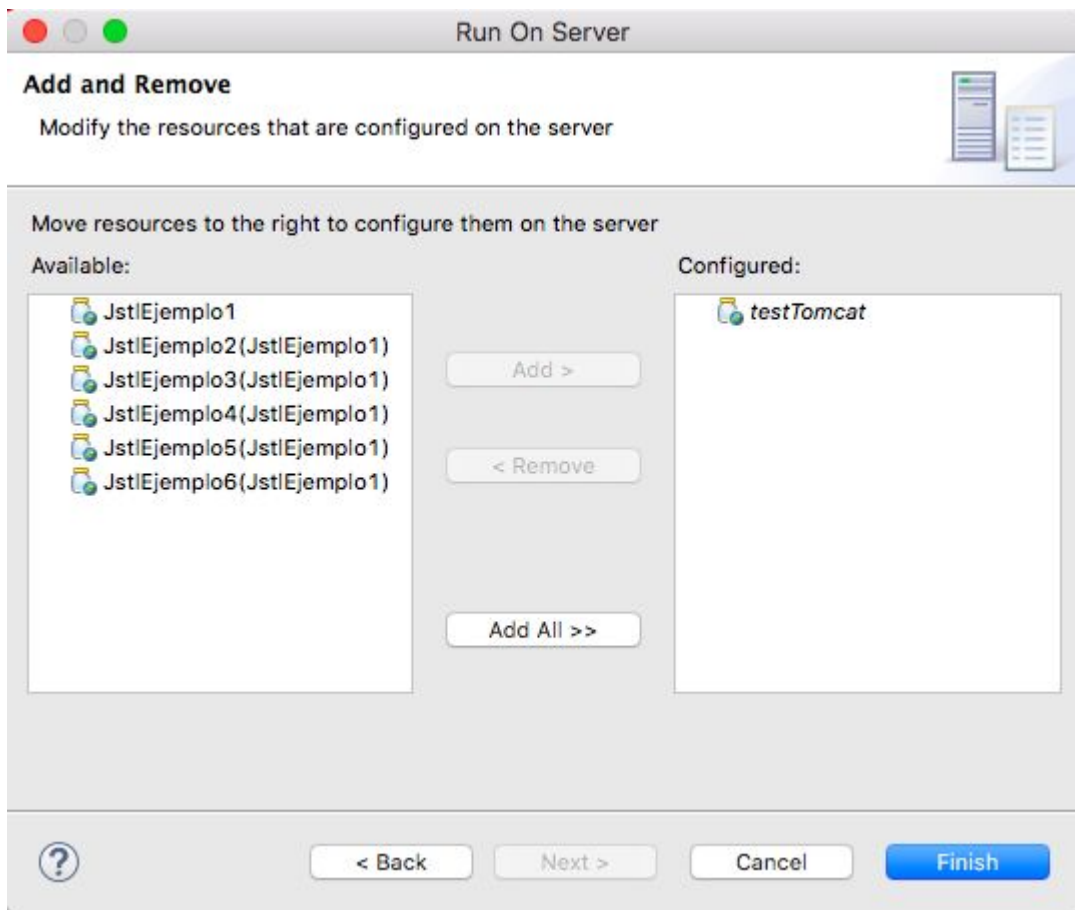 Run On Server
Add and Remove
Modify the resources that are configured on the server
Move resources to the right to configure them on the server
Available:
JstlEjemplo1
JstlEjemplo2(JstlEjemplo1)
JstlEjemplo3(JstlEjemplo1)
JstlEjemplo4(JstlEjemplo1)
JstlEjemplo5(JstlEjemplo1)
JstlEjemplo6(JstlEjemplo1)
Add >
< Remove
Add All >>
Configured:
testTomcat
?
< Back
Next >
Cancel
Finish